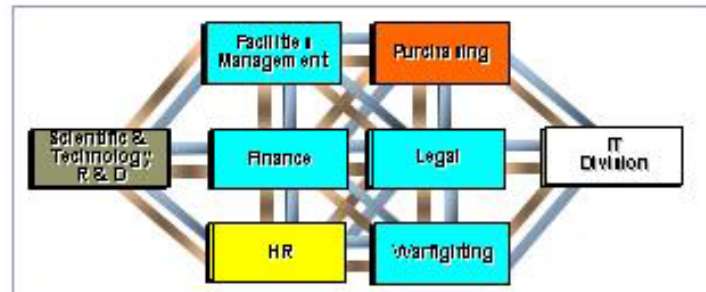 Facilities
Management
Purchasing
Scientific &
Technology
R & D
Finance
Legal
IT
Division
HR
Warfighting